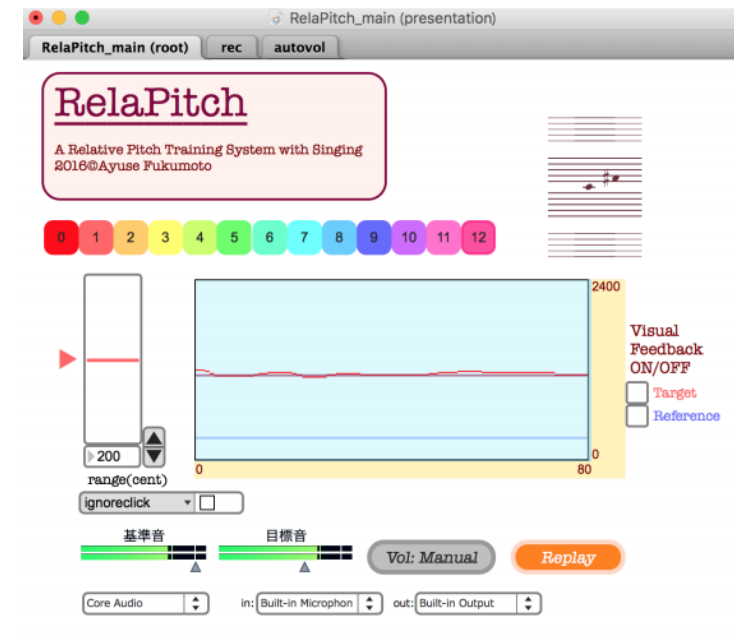 RelaPitch_main (presentation)
RelaPitch_main (root) rec autovol
RelaPitch
A Relative Pitch Training System with Singing
2016©Ayuse Fukumoto
0 1 2 3 4 5 6 7 8 9 10 11 12
2400
Visual
Feedback
ON/OFF
Target
Reference
200
0
0 80
range(cent)
ignoreclick
基準音 目標音
Vol: Manual Replay
Core Audio in: Built-in Microphon out: Built-in Output